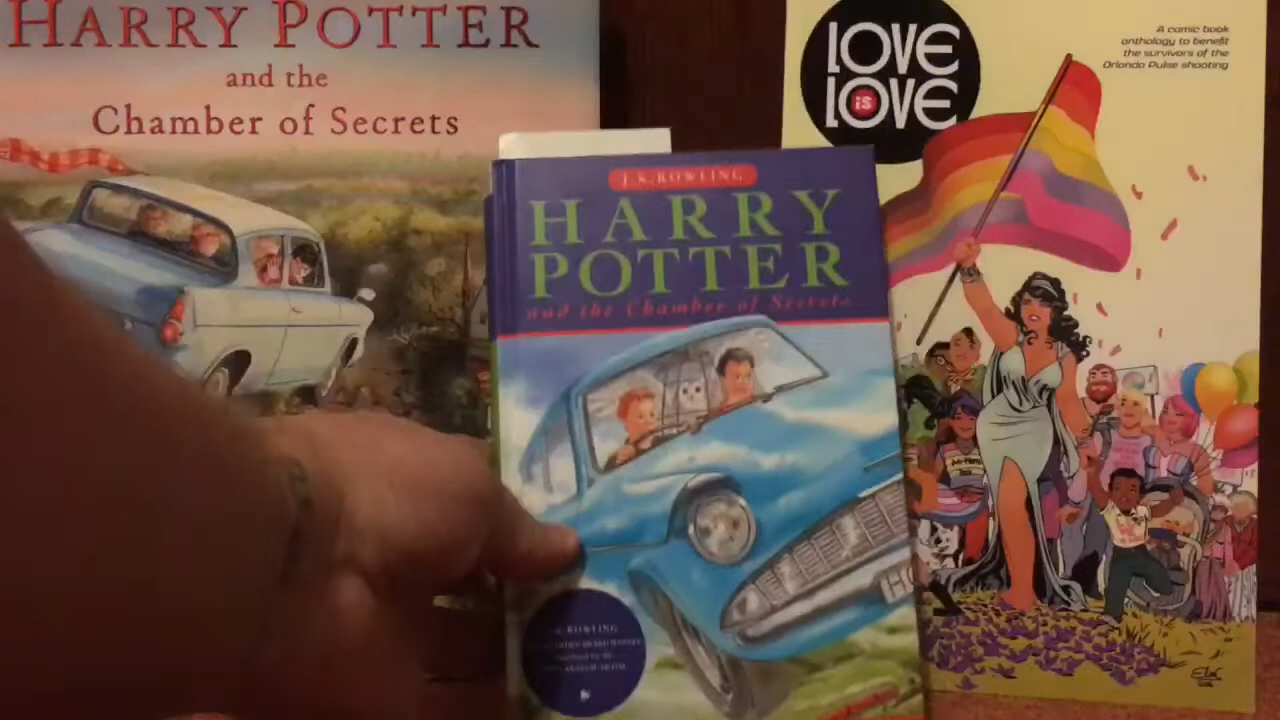 HARRY POTTER
and the
Chamber of Secrets
J.K. ROWLING
HARRY
POTTER
and the Chamber of Secrets
J.K. ROWLING
LOVE
IS
LOVE
A comic book
anthology to benefit
the survivors of the
Orlando Pulse shooting